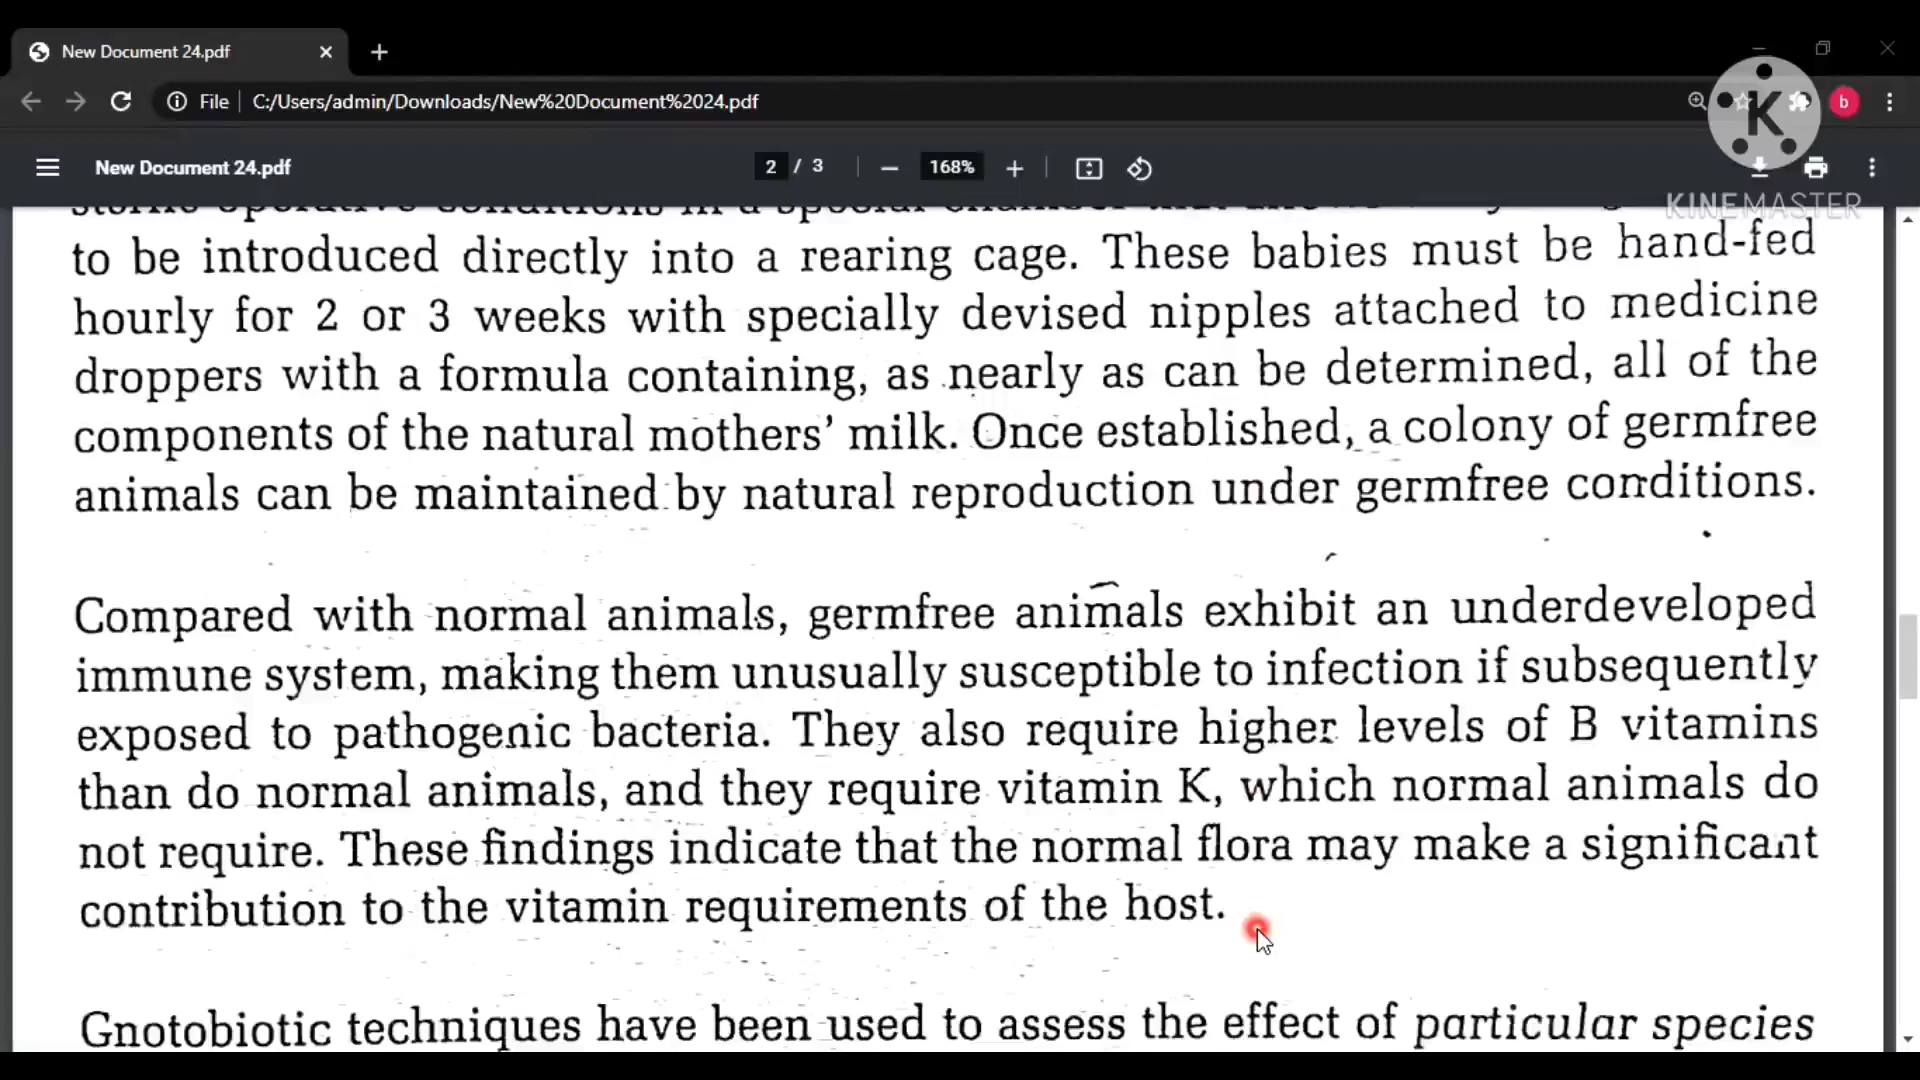 New Document 24.pdf
File C:/Users/admin/Downloads/New%20Document%2024.pdf
b
K
New Document 24.pdf 2 / 3 168%
KINEMASTER
operative conditions in a special chamber
to be introduced directly into a rearing cage. These babies must be hand-fed
hourly for 2 or 3 weeks with specially devised nipples attached to medicine
droppers with a formula containing, as nearly as can be determined, all of the
components of the natural mothers’ milk. Once established, a colony of germfree
animals can be maintained by natural reproduction under germfree conditions.
Compared with normal animals, germfree animals exhibit an underdeveloped
immune system, making them unusually susceptible to infection if subsequently
exposed to pathogenic bacteria. They also require higher levels of B vitamins
than do normal animals, and they require vitamin K, which normal animals do
not require. These findings indicate that the normal flora may make a significant
contribution to the vitamin requirements of the host.
Gnotobiotic techniques have been used to assess the effect of particular species